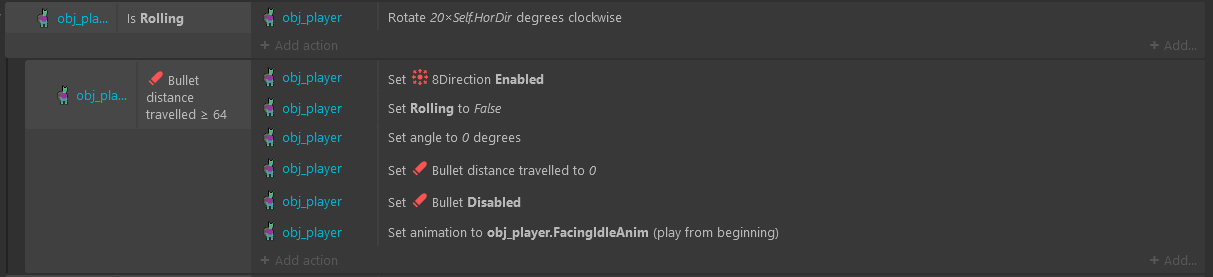 obj_pla... Is Rolling obj_player Rotate 20×Self.HorDir degrees clockwise
+ Add action + Add...
obj_pla... Bullet distance travelled ≥ 64 obj_player Set 8Direction Enabled
obj_player Set Rolling to False
obj_player Set angle to 0 degrees
obj_player Set Bullet distance travelled to 0
obj_player Set Bullet Disabled
obj_player Set animation to obj_player.FacingIdleAnim (play from beginning)
+ Add action + Add...